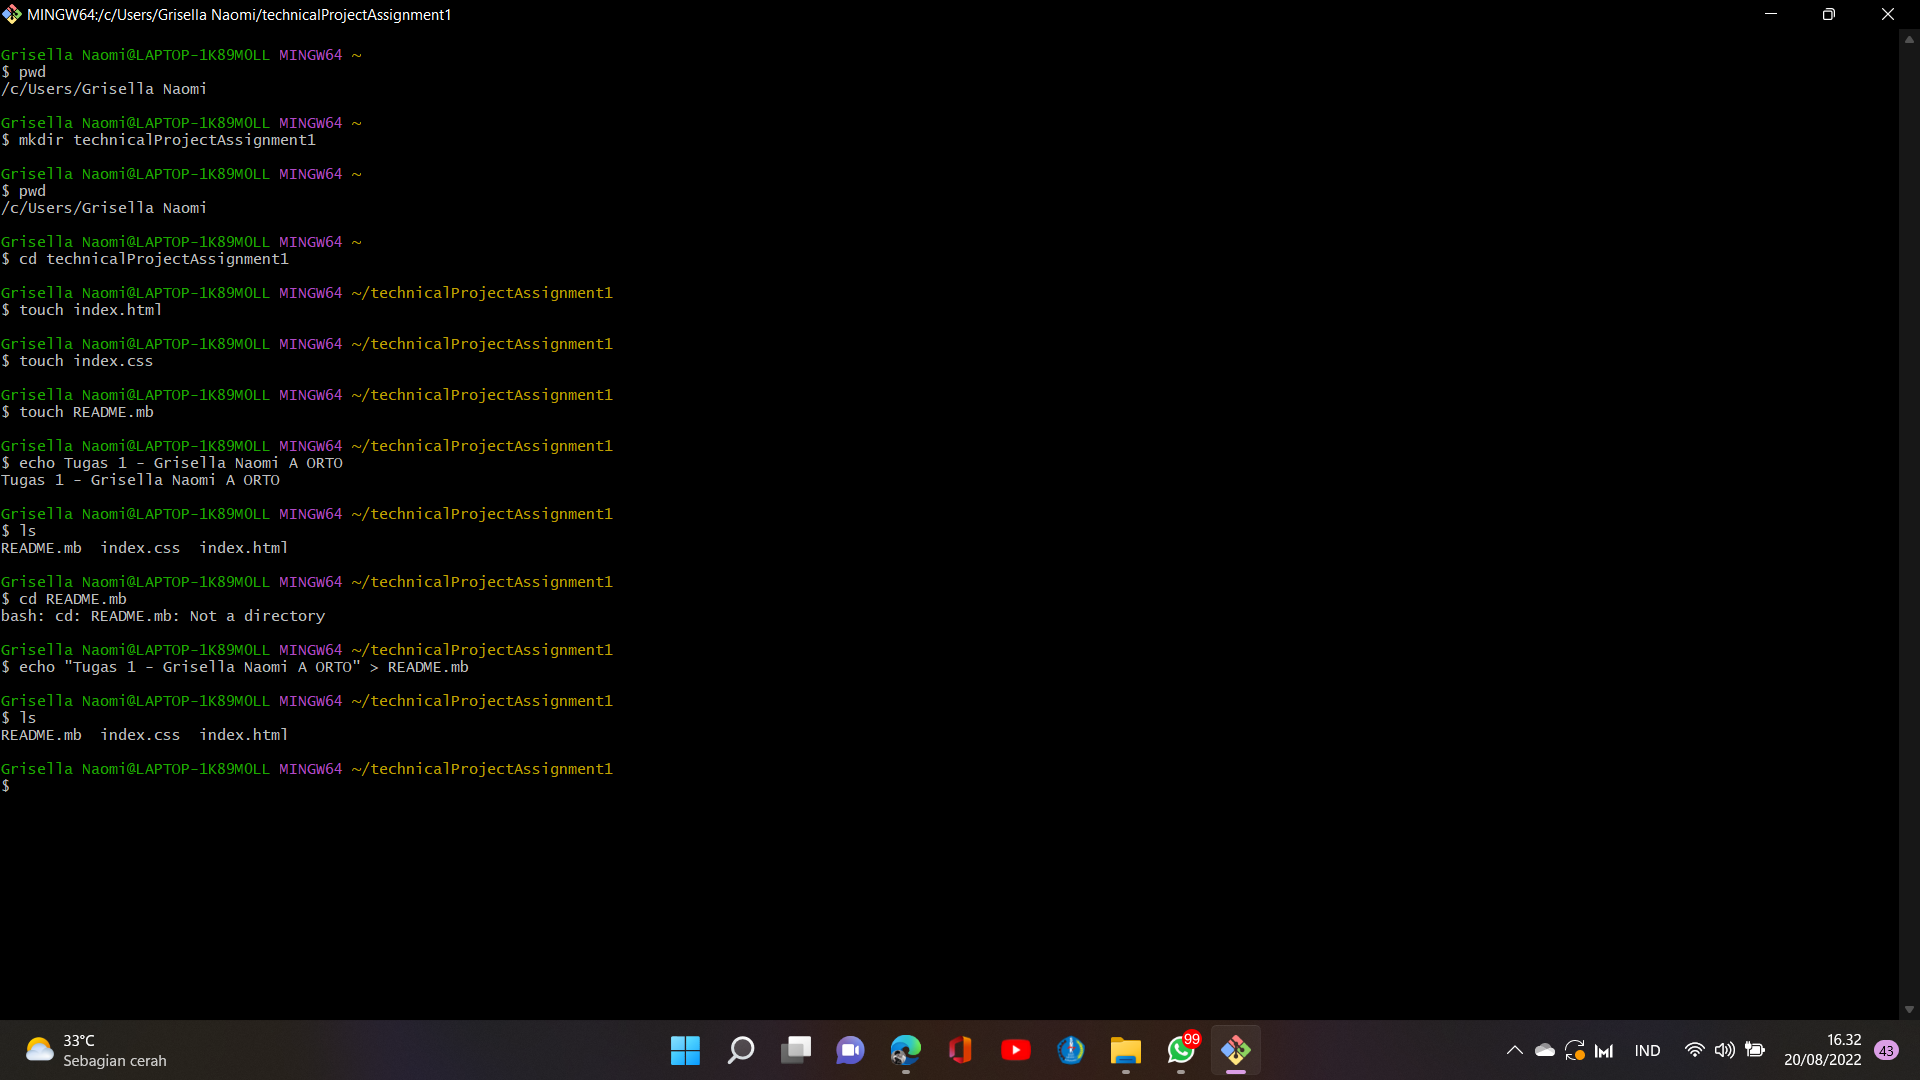 MINGW64:/c/Users/Grisella Naomi/technicalProjectAssignment1
Grisella Naomi@LAPTOP-1K89MOLL MINGW64 ~
$ pwd
/c/Users/Grisella Naomi
Grisella Naomi@LAPTOP-1K89MOLL MINGW64 ~
$ mkdir technicalProjectAssignment1
Grisella Naomi@LAPTOP-1K89MOLL MINGW64 ~
$ pwd
/c/Users/Grisella Naomi
Grisella Naomi@LAPTOP-1K89MOLL MINGW64 ~
$ cd technicalProjectAssignment1
Grisella Naomi@LAPTOP-1K89MOLL MINGW64 ~/technicalProjectAssignment1
$ touch index.html
Grisella Naomi@LAPTOP-1K89MOLL MINGW64 ~/technicalProjectAssignment1
$ touch index.css
Grisella Naomi@LAPTOP-1K89MOLL MINGW64 ~/technicalProjectAssignment1
$ touch README.mb
Grisella Naomi@LAPTOP-1K89MOLL MINGW64 ~/technicalProjectAssignment1
$ echo Tugas 1 - Grisella Naomi A ORTO
Tugas 1 - Grisella Naomi A ORTO
Grisella Naomi@LAPTOP-1K89MOLL MINGW64 ~/technicalProjectAssignment1
$ ls
README.mb  index.css  index.html
Grisella Naomi@LAPTOP-1K89MOLL MINGW64 ~/technicalProjectAssignment1
$ cd README.mb
bash: cd: README.mb: Not a directory
Grisella Naomi@LAPTOP-1K89MOLL MINGW64 ~/technicalProjectAssignment1
$ echo "Tugas 1 - Grisella Naomi A ORTO" > README.mb
Grisella Naomi@LAPTOP-1K89MOLL MINGW64 ~/technicalProjectAssignment1
$ ls
README.mb  index.css  index.html
Grisella Naomi@LAPTOP-1K89MOLL MINGW64 ~/technicalProjectAssignment1
$
33°C
Sebagian cerah
99
IND
16.32
20/08/2022
43